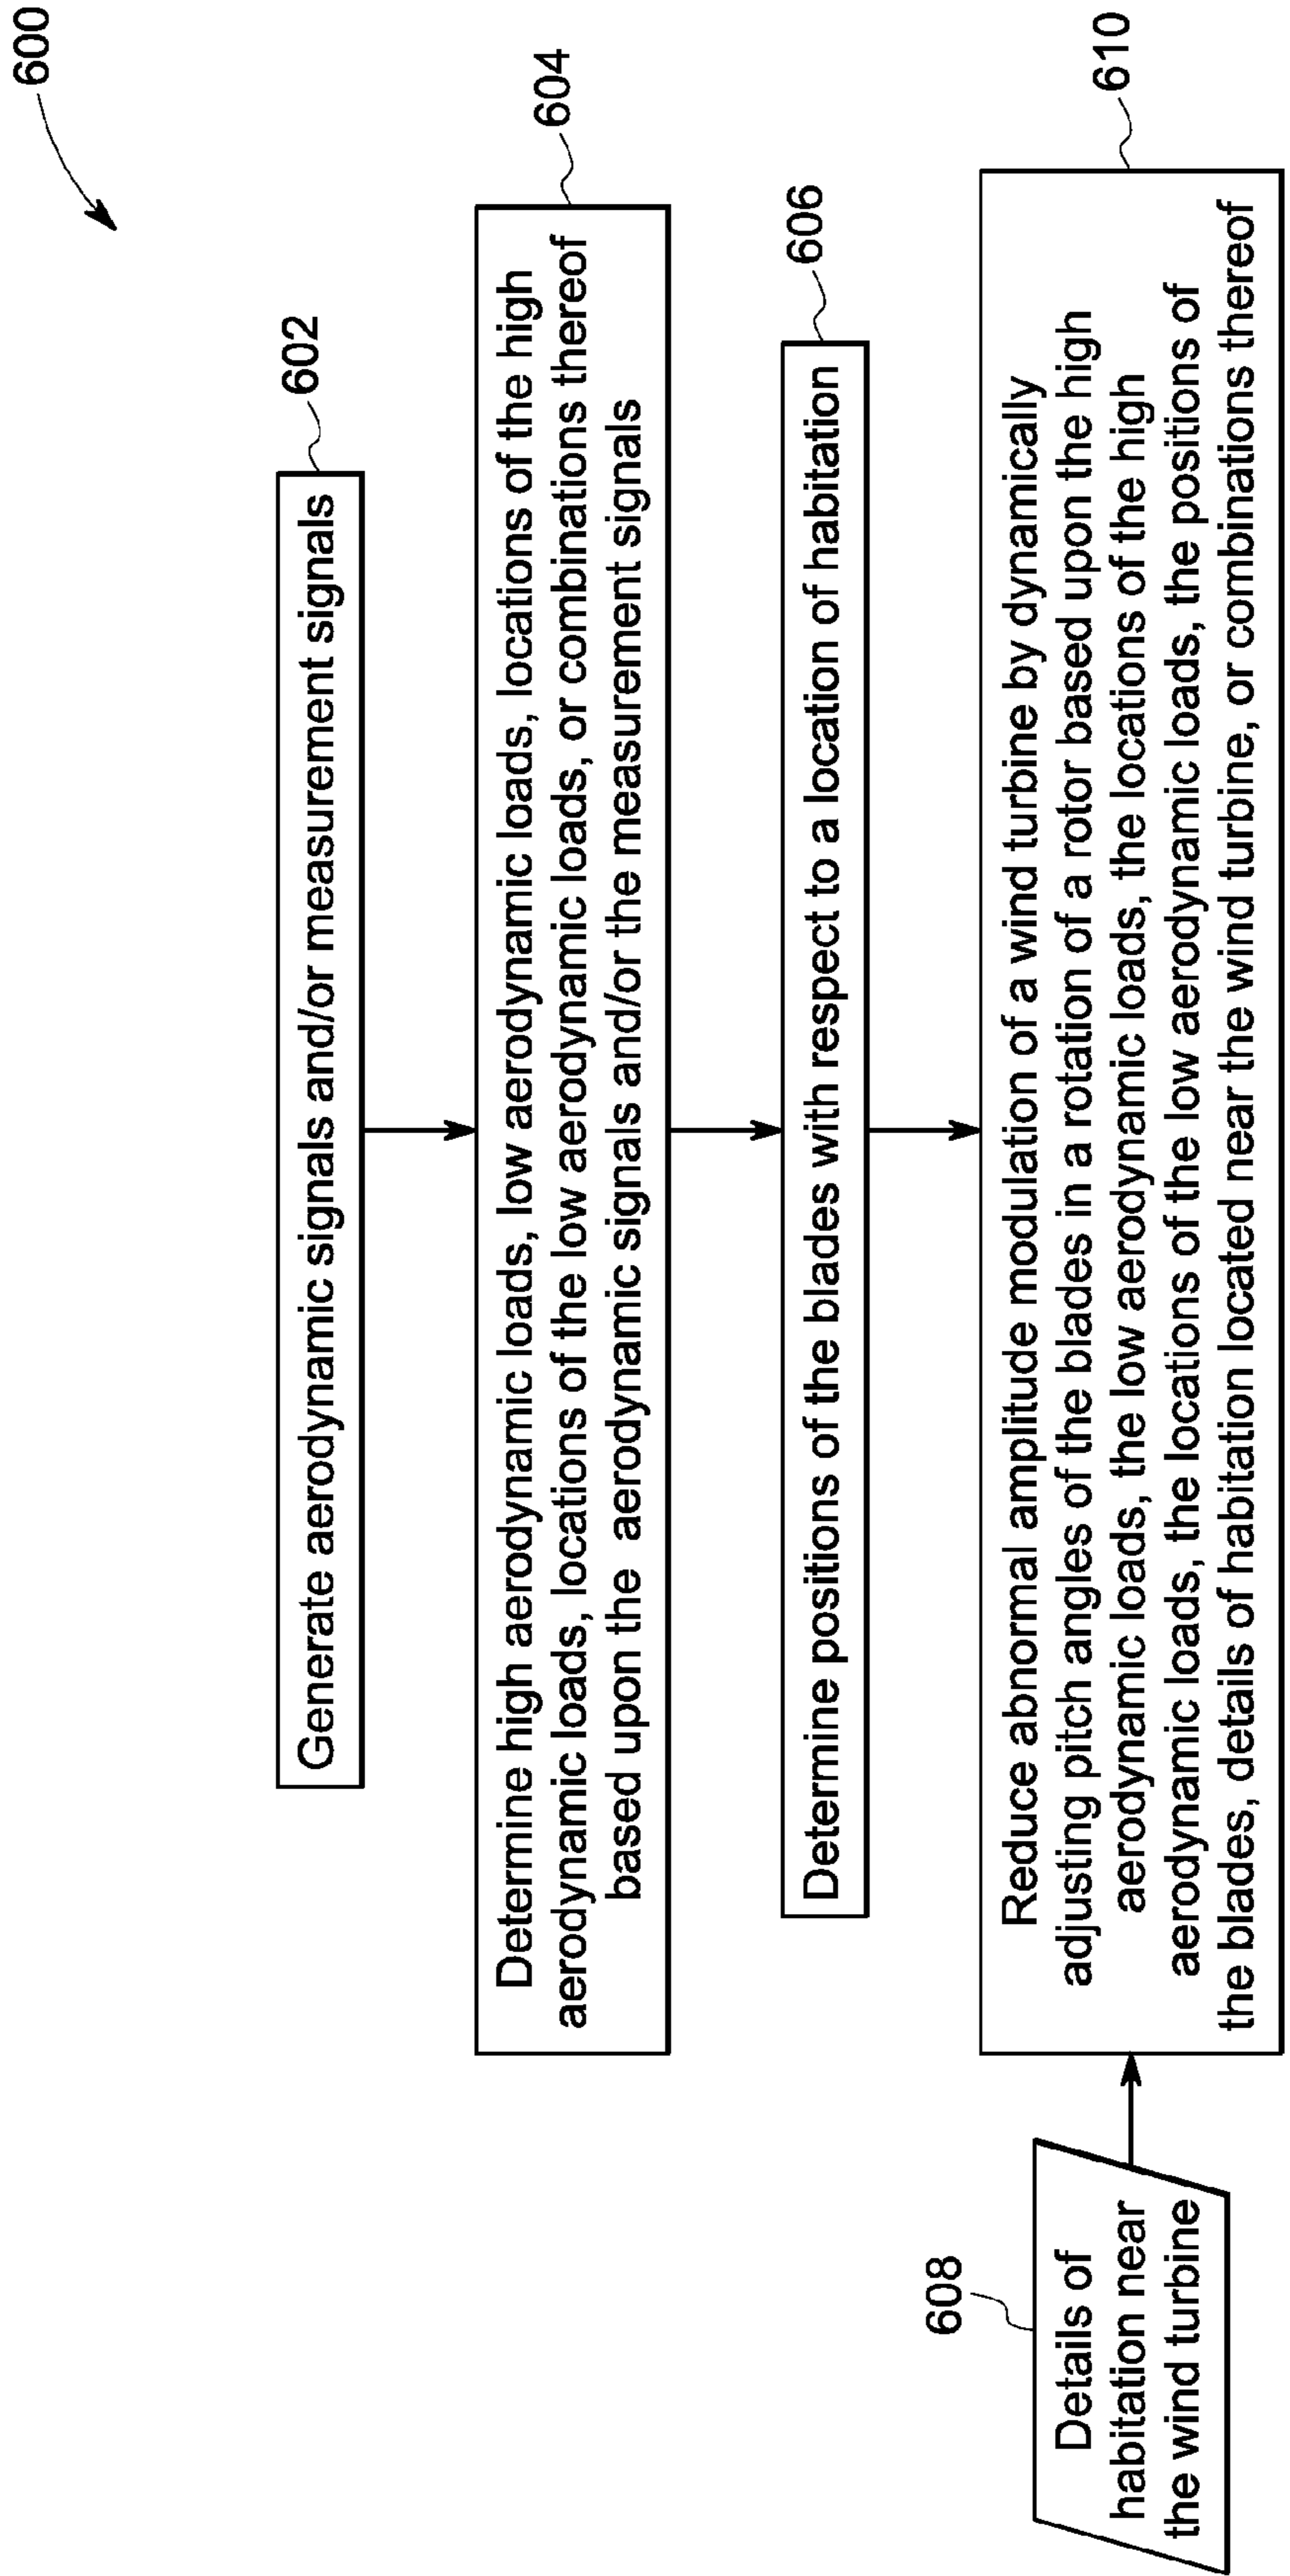 600
602
Generate aerodynamic signals and/or measurement signals
604
Determine high aerodynamic loads, low aerodynamic loads, locations of the high
aerodynamic loads, locations of the low aerodynamic loads, or combinations thereof
based upon the aerodynamic signals and/or the measurement signals
606
Determine positions of the blades with respect to a location of habitation
608
Details of
habitation near
the wind turbine
610
Reduce abnormal amplitude modulation of a wind turbine by dynamically
adjusting pitch angles of the blades in a rotation of a rotor based upon the high
aerodynamic loads, the low aerodynamic loads, the locations of the high
aerodynamic loads, the locations of the low aerodynamic loads, the positions of
the blades, details of habitation located near the wind turbine, or combinations thereof